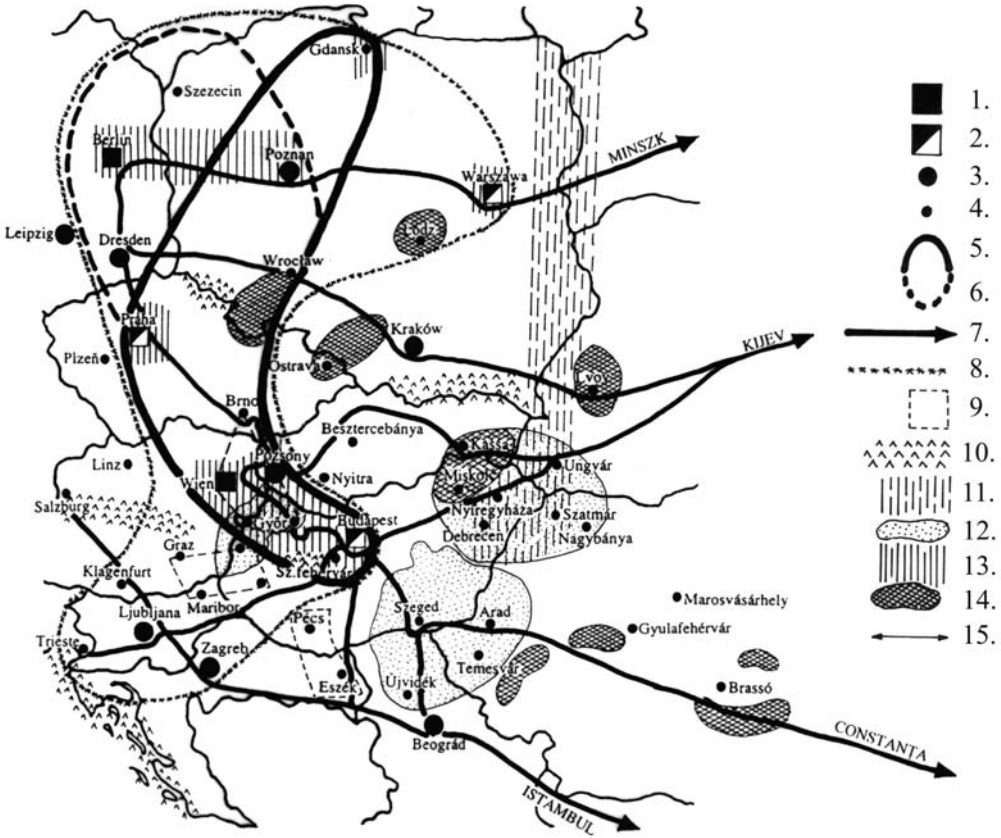 Gdansk
Szezecin
Berlin
Poznan
MINSZK
Warszawa
Leipzig
Dresden
Lodz
Wrocław
Praha
Kraków
KIJEV
Plzeň
Ostrava
Lvo
Brno
Besztercebánya
Kassa
Linz
Pozsony
Ungvár
Wien
Nyitra
Miskolc
Salzburg
Győr
Budapest
Nyiregyháza
Szatmár
Graz
Debrecen
Nagybánya
Sz.fehérvár
Klagenfurt
Maribor
Marosvásárhely
Ljubljana
Pécs
Szeged
Arad
Gyulafehérvár
Trieste
Zagreb
Temesvár
Eszék
Újvidék
Brassó
Beográd
CONSTANTA
ISTAMBUL
1.
2.
3.
4.
5.
6.
7.
8.
9.
10.
11.
12.
13.
14.
15.